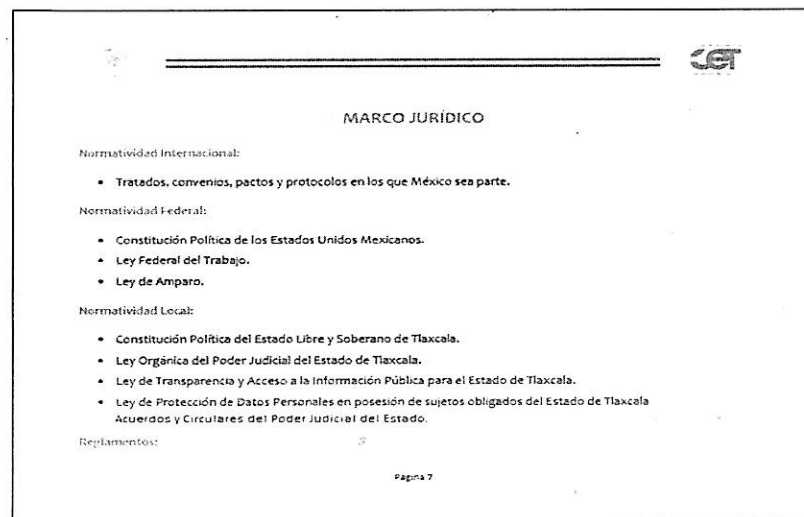 CET
MARCO JURÍDICO
Normatividad Internacional:
• Tratados, convenios, pactos y protocolos en los que México sea parte.
Normatividad Federal:
• Constitución Política de los Estados Unidos Mexicanos.
• Ley Federal del Trabajo.
• Ley de Amparo.
Normatividad Local:
• Constitución Política del Estado Libre y Soberano de Tlaxcala.
• Ley Orgánica del Poder Judicial del Estado de Tlaxcala.
• Ley de Transparencia y Acceso a la Información Pública para el Estado de Tlaxcala.
• Ley de Protección de Datos Personales en posesión de sujetos obligados del Estado de Tlaxcala
Acuerdos y Circulares del Poder Judicial del Estado.
Reglamentos:
Página 7